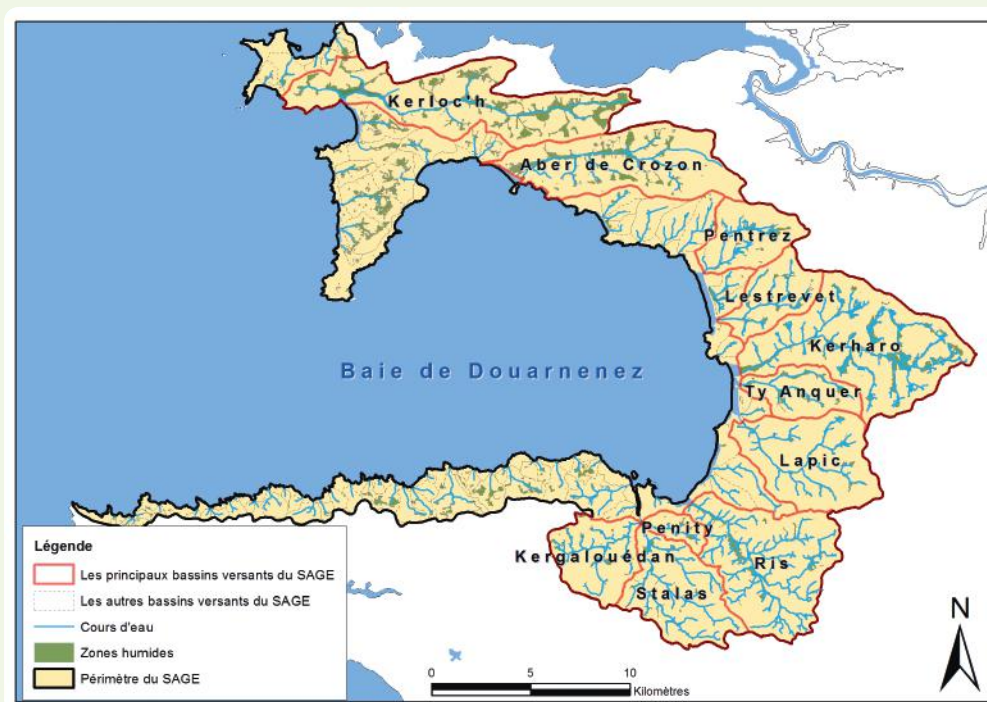 Kerloc'h
Aber de Crozon
Pentrez
Lestrevet
Kerharo
Baie de Douarnenez
Ty Anquer
Lapic
Penity
Kergalouédan
Ris
Stalas
Légende
Les principaux bassins versants du SAGE
Les autres bassins versants du SAGE
Cours d'eau
Zones humides
Périmètre du SAGE
0 5 10
Kilomètres
N